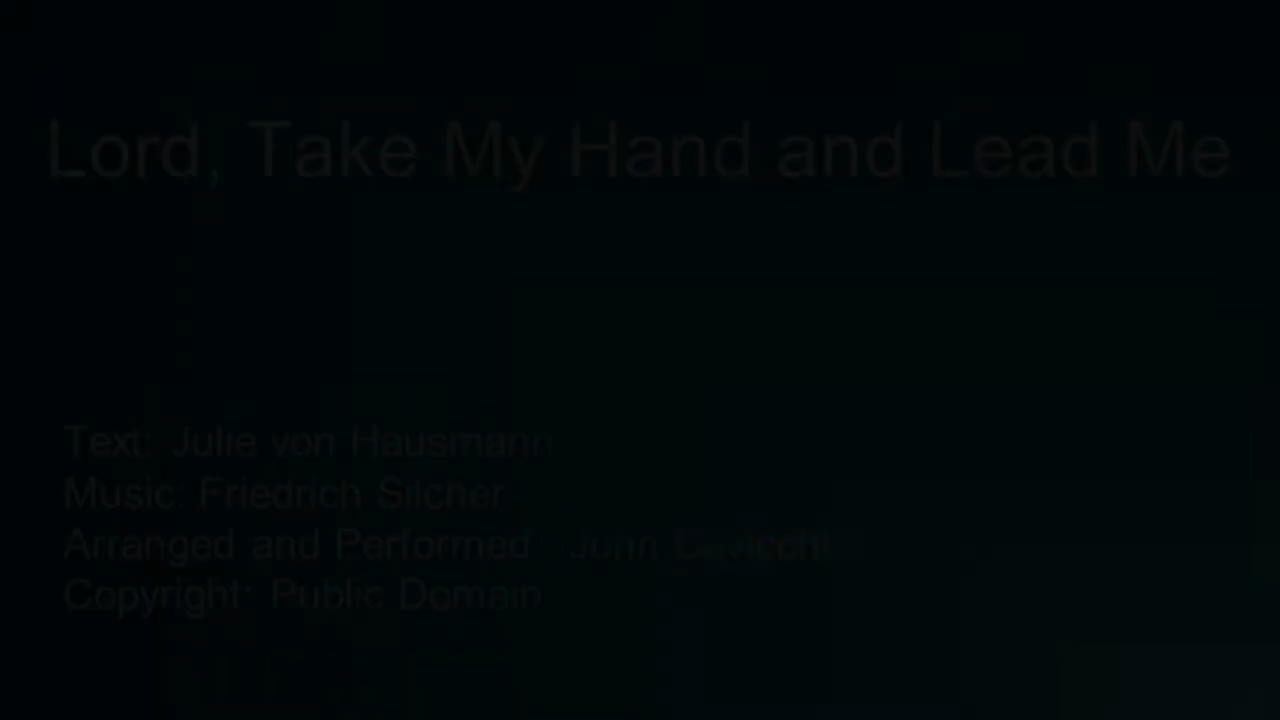 Lord, Take My Hand and Lead Me
Text: Julie von Hausmann
Music: Friedrich Silcher
Arranged and Performed John
Copyright: Public Domain